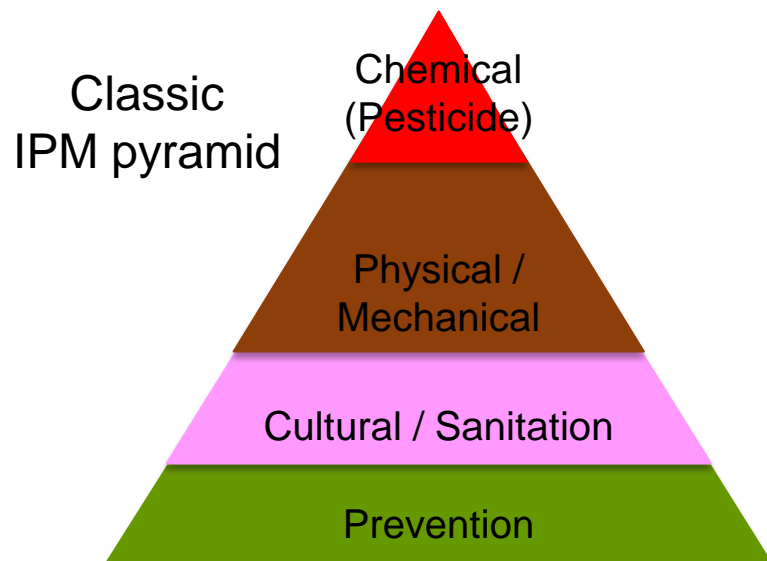 Classic
IPM pyramid
Chemical
(Pesticide)
Physical /
Mechanical
Cultural / Sanitation
Prevention